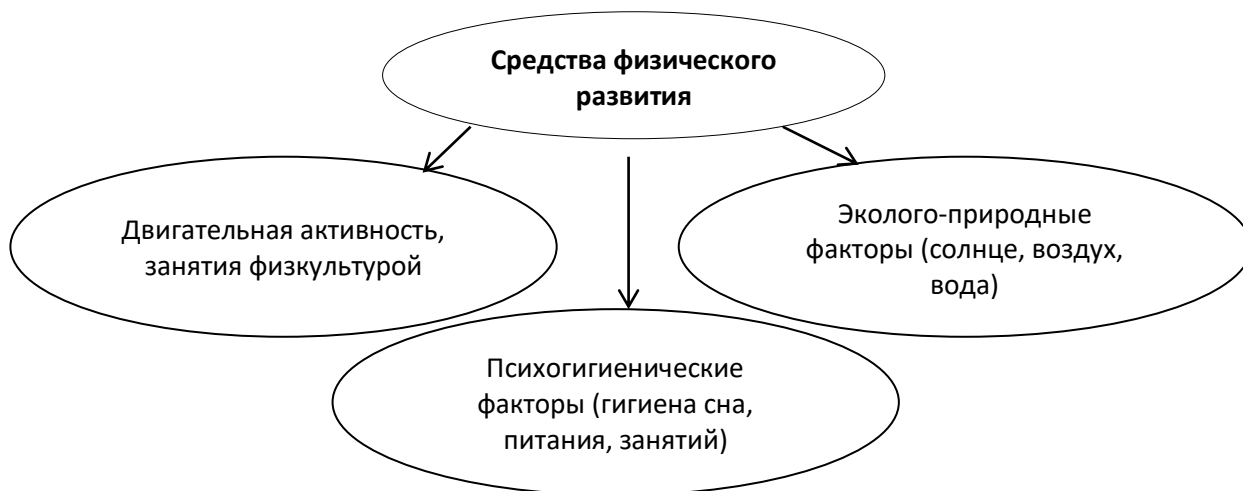 Средства физического
развития
Двигательная активность,
занятия физкультурой
Эколого-природные
факторы (солнце, воздух,
вода)
Психогигиенические
факторы (гигиена сна,
питания, занятий)